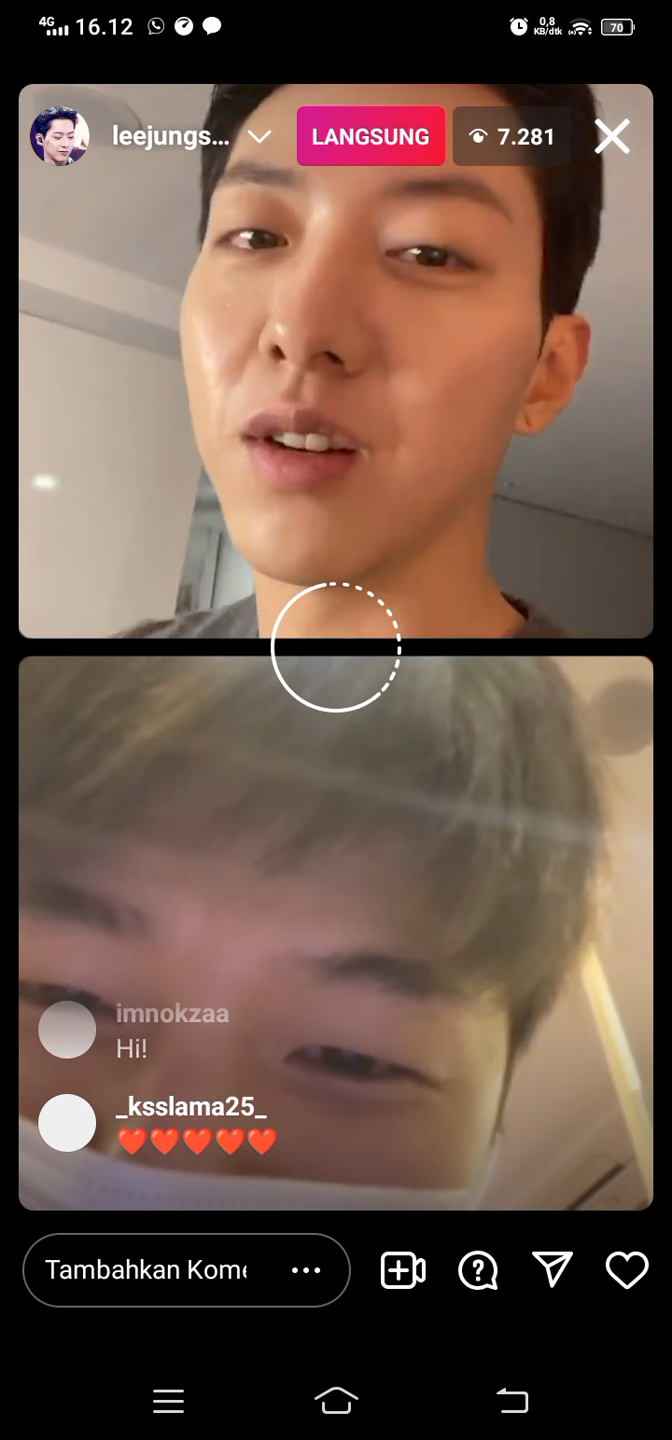 4G 16.12 0,8 KB/dtk 70
leejungs... LANGSUNG 7.281
imnokzaa
Hi!
_ksslama25_
❤️❤️❤️❤️❤️
Tambahkan Kome